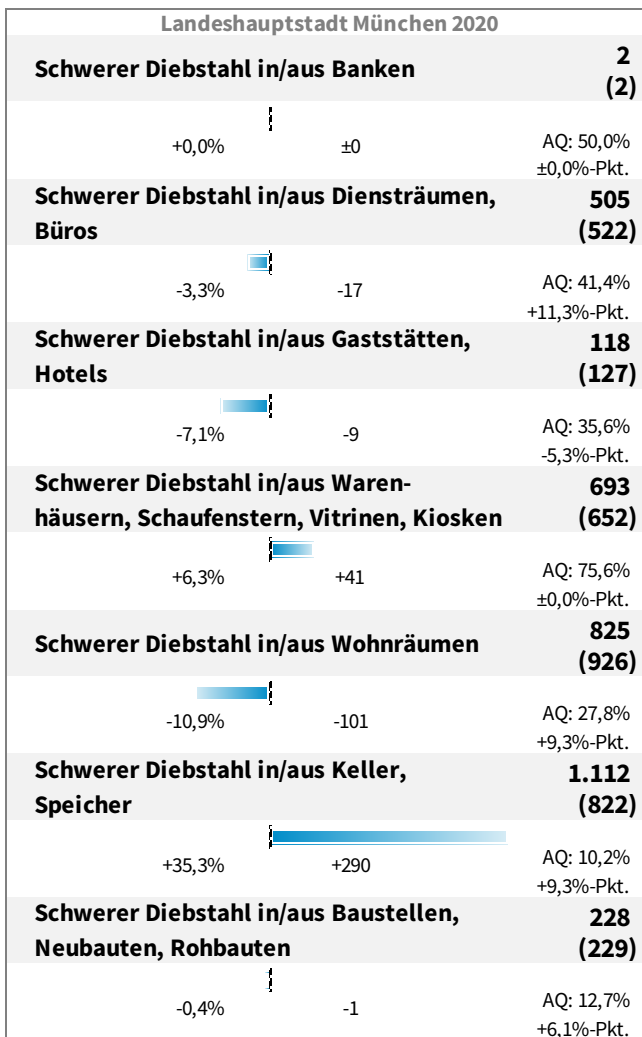 Landeshauptstadt München 2020
Schwerer Diebstahl in/aus Banken
2
(2)
+0,0% ±0
AQ: 50,0%
±0,0%-Pkt.
Schwerer Diebstahl in/aus Diensträumen,
Büros
505
(522)
-3,3% -17
AQ: 41,4%
+11,3%-Pkt.
Schwerer Diebstahl in/aus Gaststätten,
Hotels
118
(127)
-7,1% -9
AQ: 35,6%
-5,3%-Pkt.
Schwerer Diebstahl in/aus Waren-
häusern, Schaufenstern, Vitrinen, Kiosken
693
(652)
+6,3% +41
AQ: 75,6%
±0,0%-Pkt.
Schwerer Diebstahl in/aus Wohnräumen
825
(926)
-10,9% -101
AQ: 27,8%
+9,3%-Pkt.
Schwerer Diebstahl in/aus Keller,
Speicher
1.112
(822)
+35,3% +290
AQ: 10,2%
+9,3%-Pkt.
Schwerer Diebstahl in/aus Baustellen,
Neubauten, Rohbauten
228
(229)
-0,4% -1
AQ: 12,7%
+6,1%-Pkt.